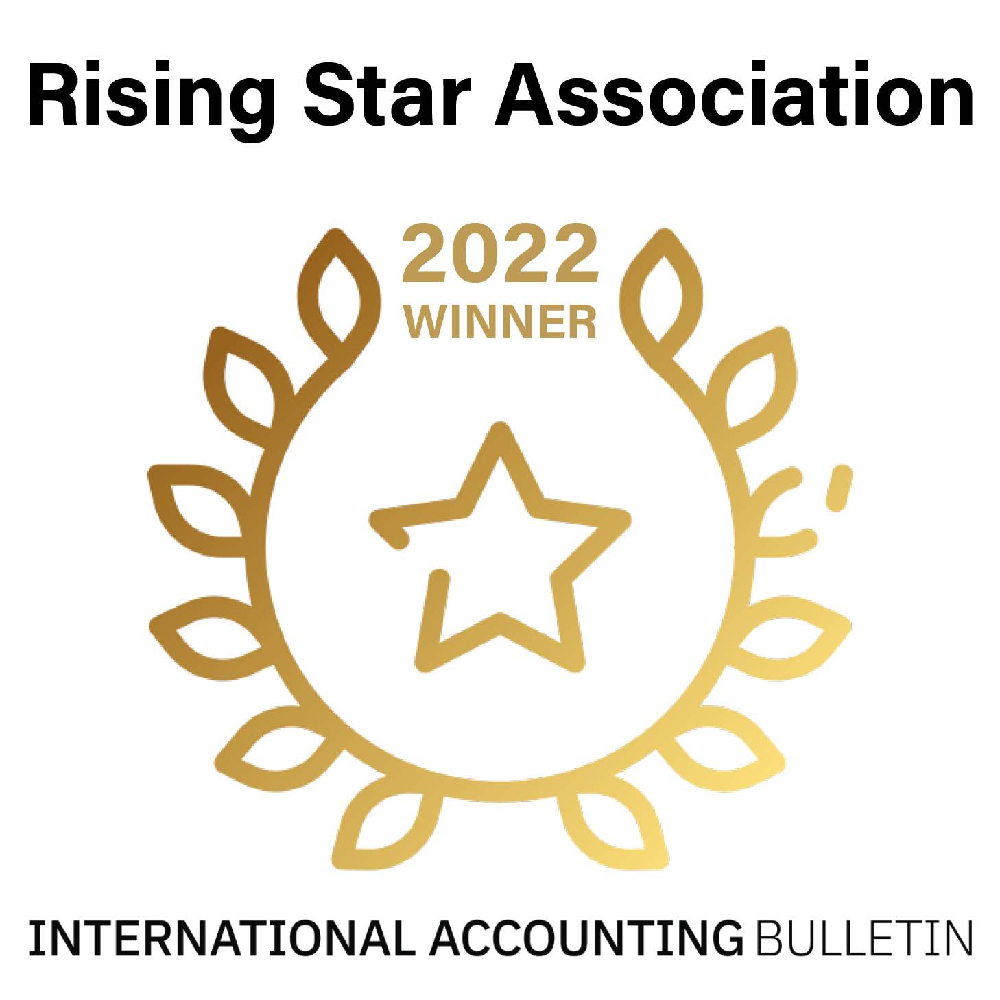 Rising Star Association
2022
WINNER
INTERNATIONAL ACCOUNTING BULLETIN